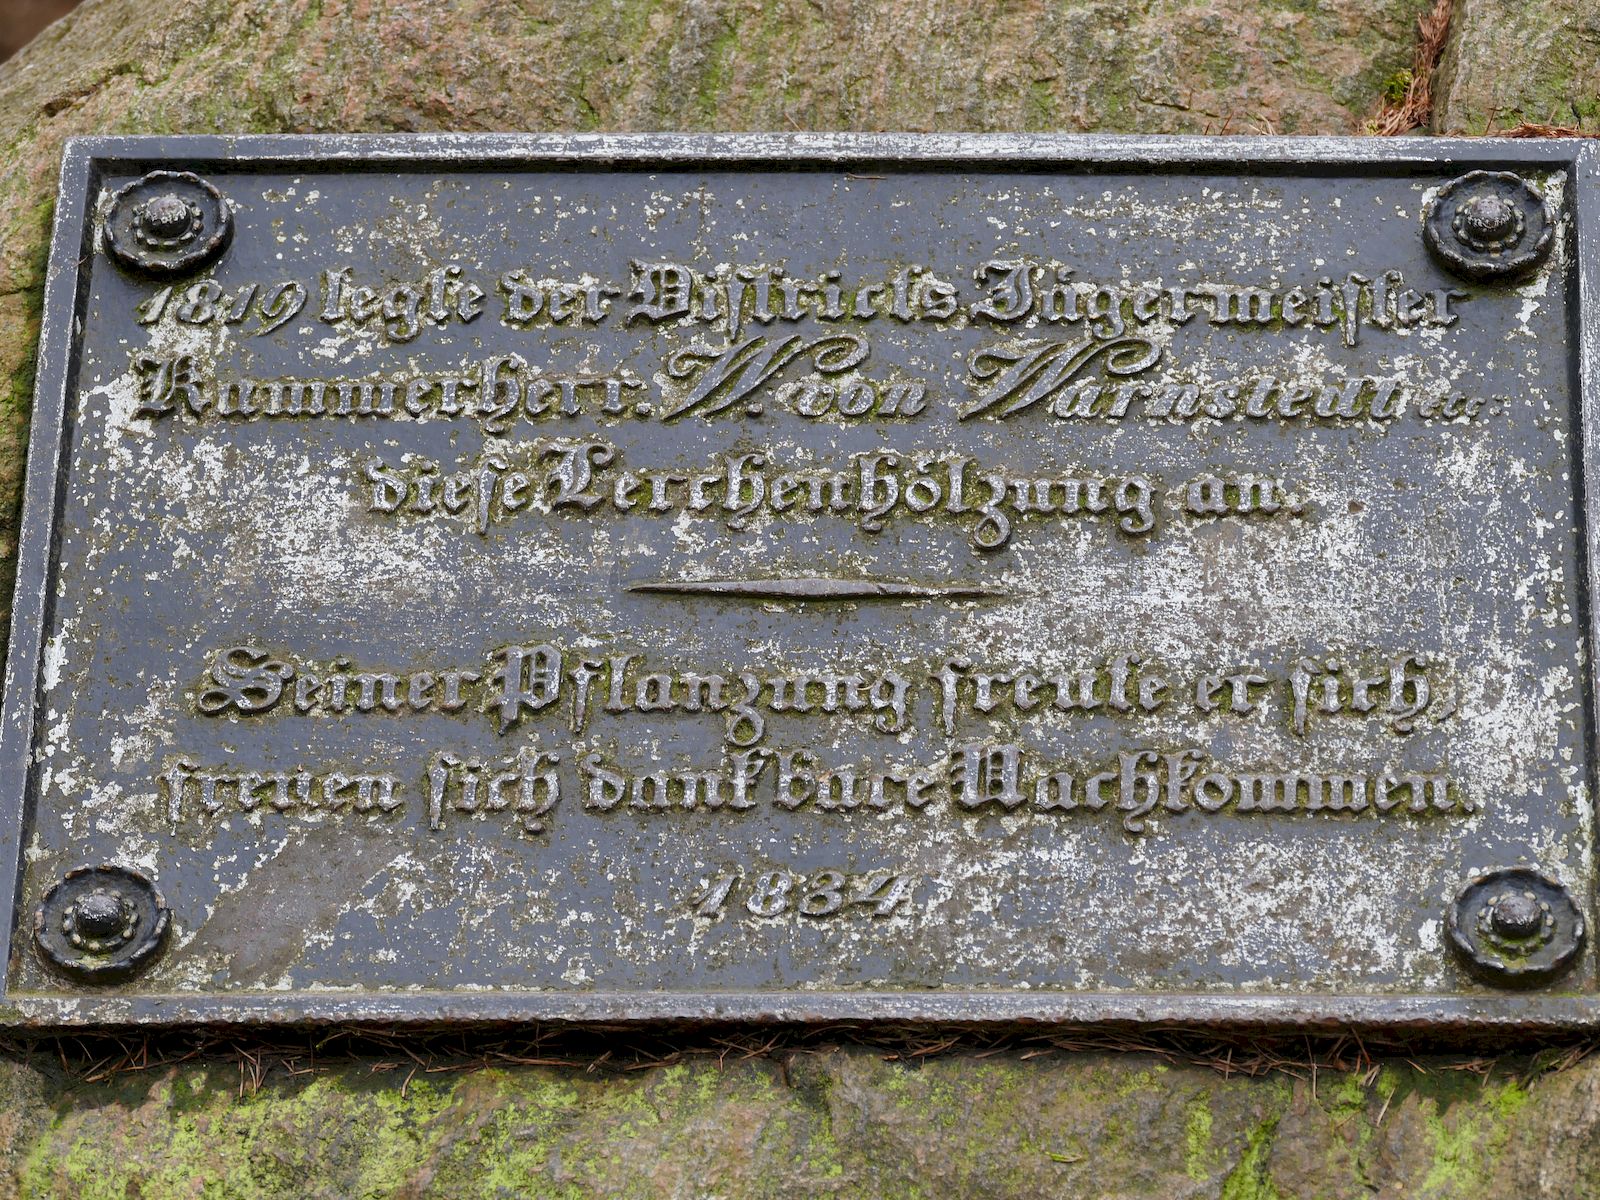 1819 legte der Districts Jägermeister
Kammerherr. W. von Warnstedt etc:
diese Lerchenhölzung an.
Seiner Pflanzung freute er sich,
freuen sich dankbare Nachkommen.
1834.